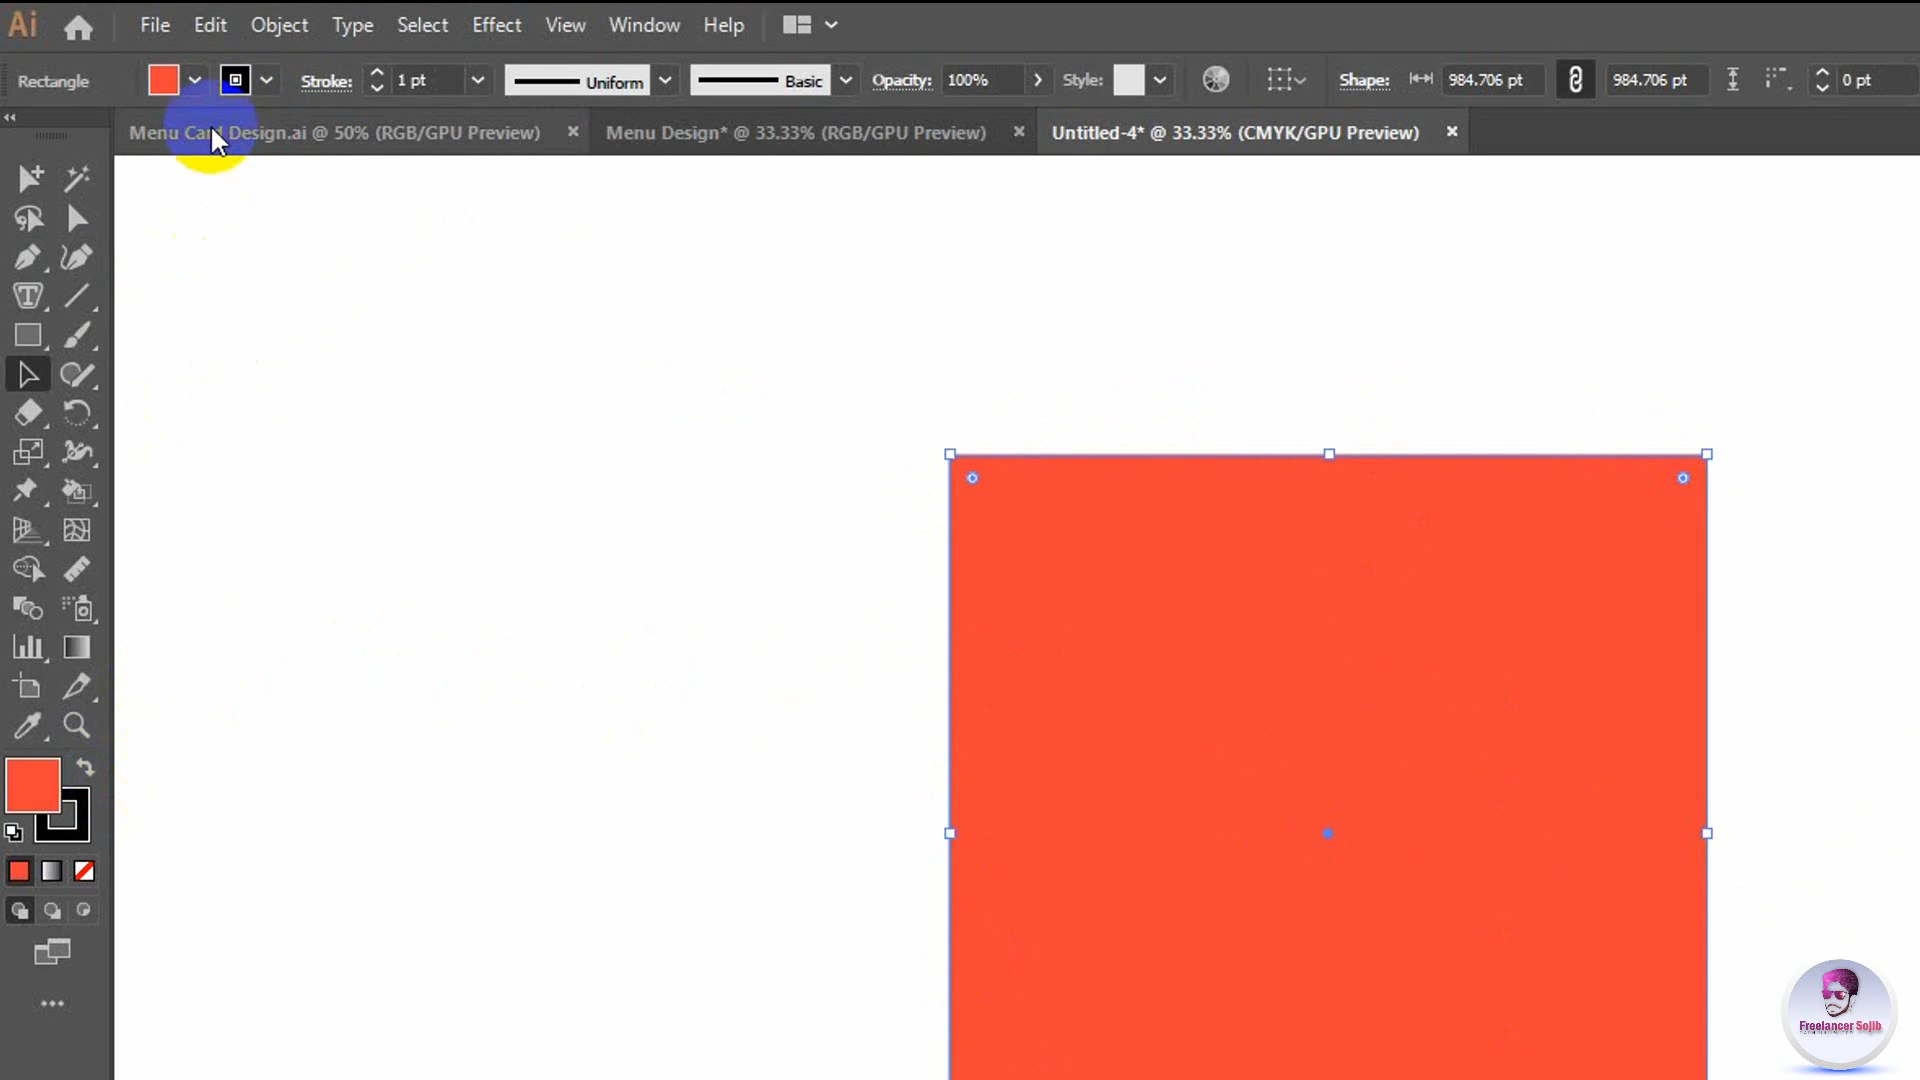 Ai File Edit Object Type Select Effect View Window Help
Rectangle Stroke: 1 pt Uniform Basic Opacity: 100% Style: Shape: 984.706 pt 984.706 pt 0 pt
Menu Card Design.ai @ 50% (RGB/GPU Preview) × Menu Design* @ 33.33% (RGB/GPU Preview) × Untitled-4* @ 33.33% (CMYK/GPU Preview) ×
Freelancer Sojib